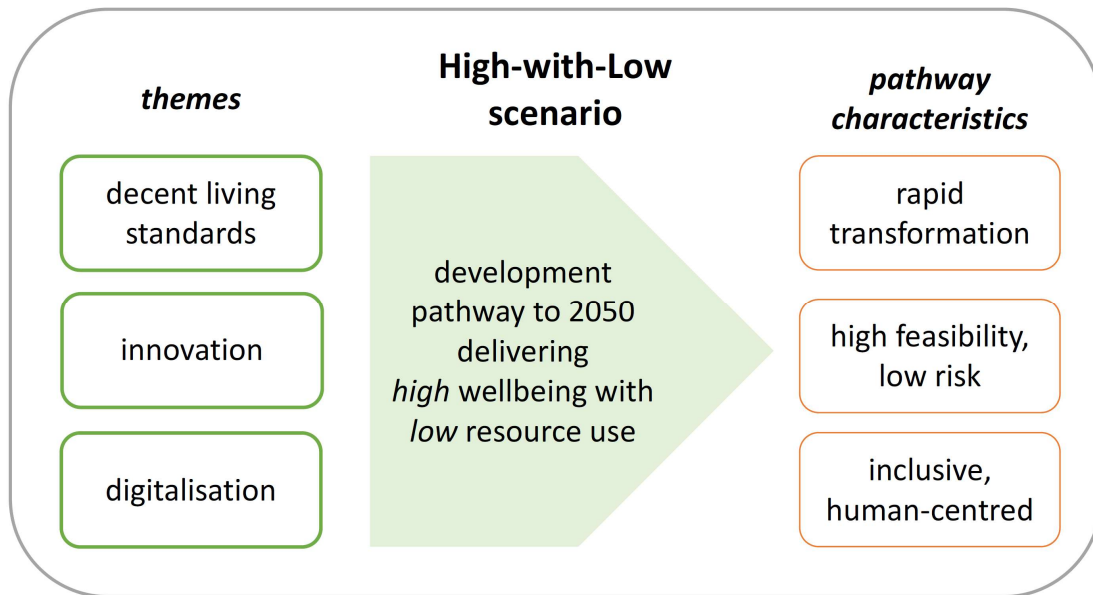 themes
decent living
standards
innovation
digitalisation
High-with-Low
scenario
development
pathway to 2050
delivering
high wellbeing with
low resource use
pathway
characteristics
rapid
transformation
high feasibility,
low risk
inclusive,
human-centred